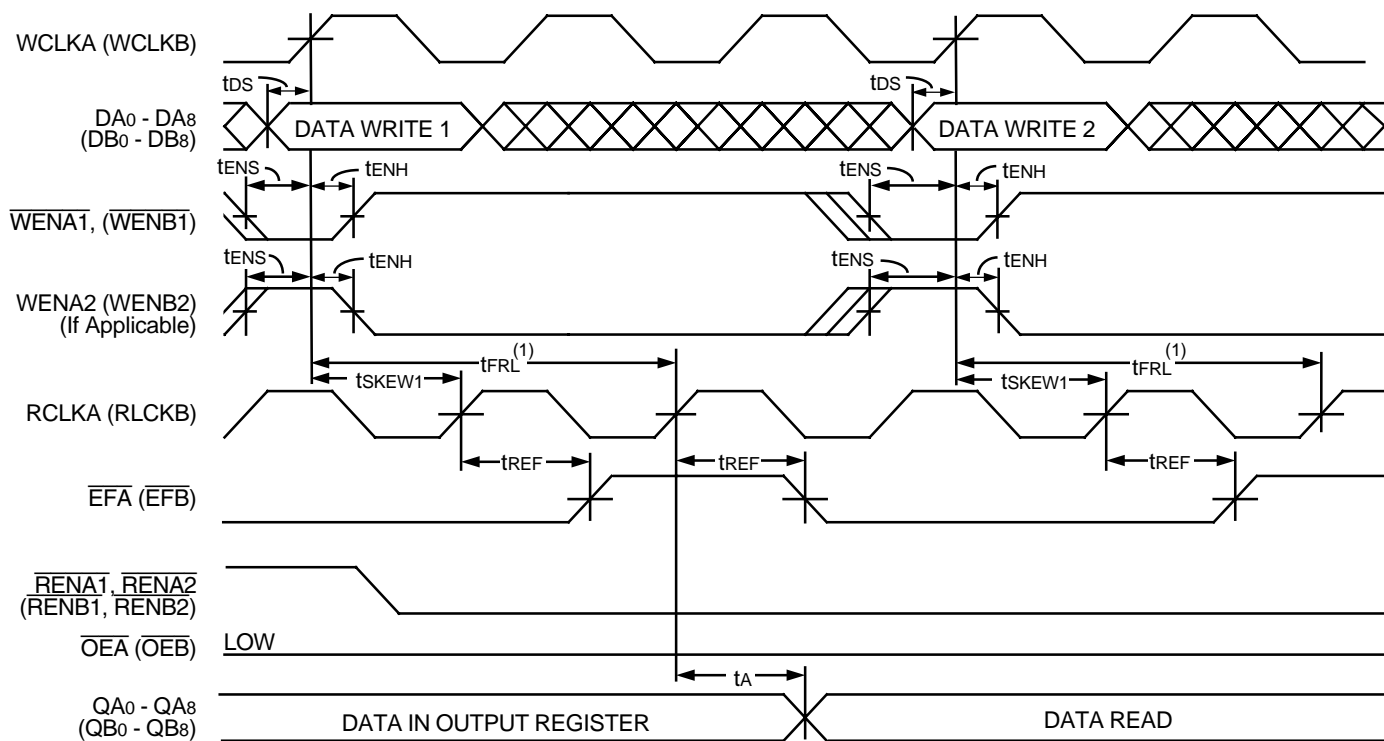 WCLKA (WCLKB)
tDS
tDS
DA0 - DA8
(DB0 - DB8)
DATA WRITE 1
DATA WRITE 2
tENS
tENH
tENS
tENH
WENA1, (WENB1)
tENS
tENH
tENS
tENH
WENA2 (WENB2)
(If Applicable)
tFRL(1)
tFRL(1)
tSKEW1
tSKEW1
RCLKA (RLCKB)
tREF
tREF
tREF
EFA (EFB)
RENA1, RENA2
(RENB1, RENB2)
OEA (OEB)
LOW
tA
QA0 - QA8
(QB0 - QB8)
DATA IN OUTPUT REGISTER
DATA READ